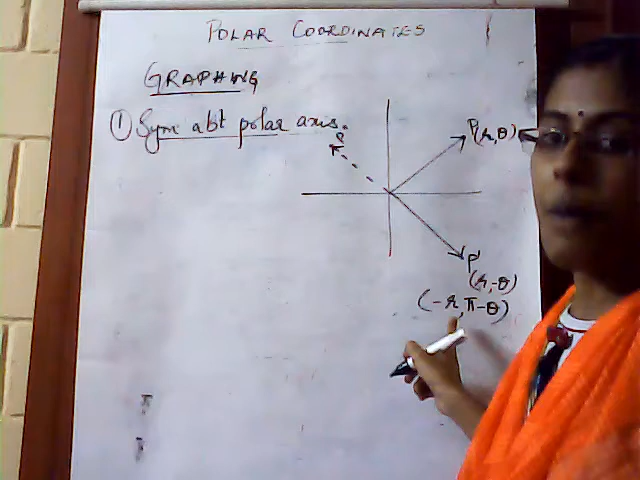 POLAR COORDINATES
GRAPHING
① Sym abt polar axis.
P(r,θ)
P'
(r,-θ)
(-r,π-θ)